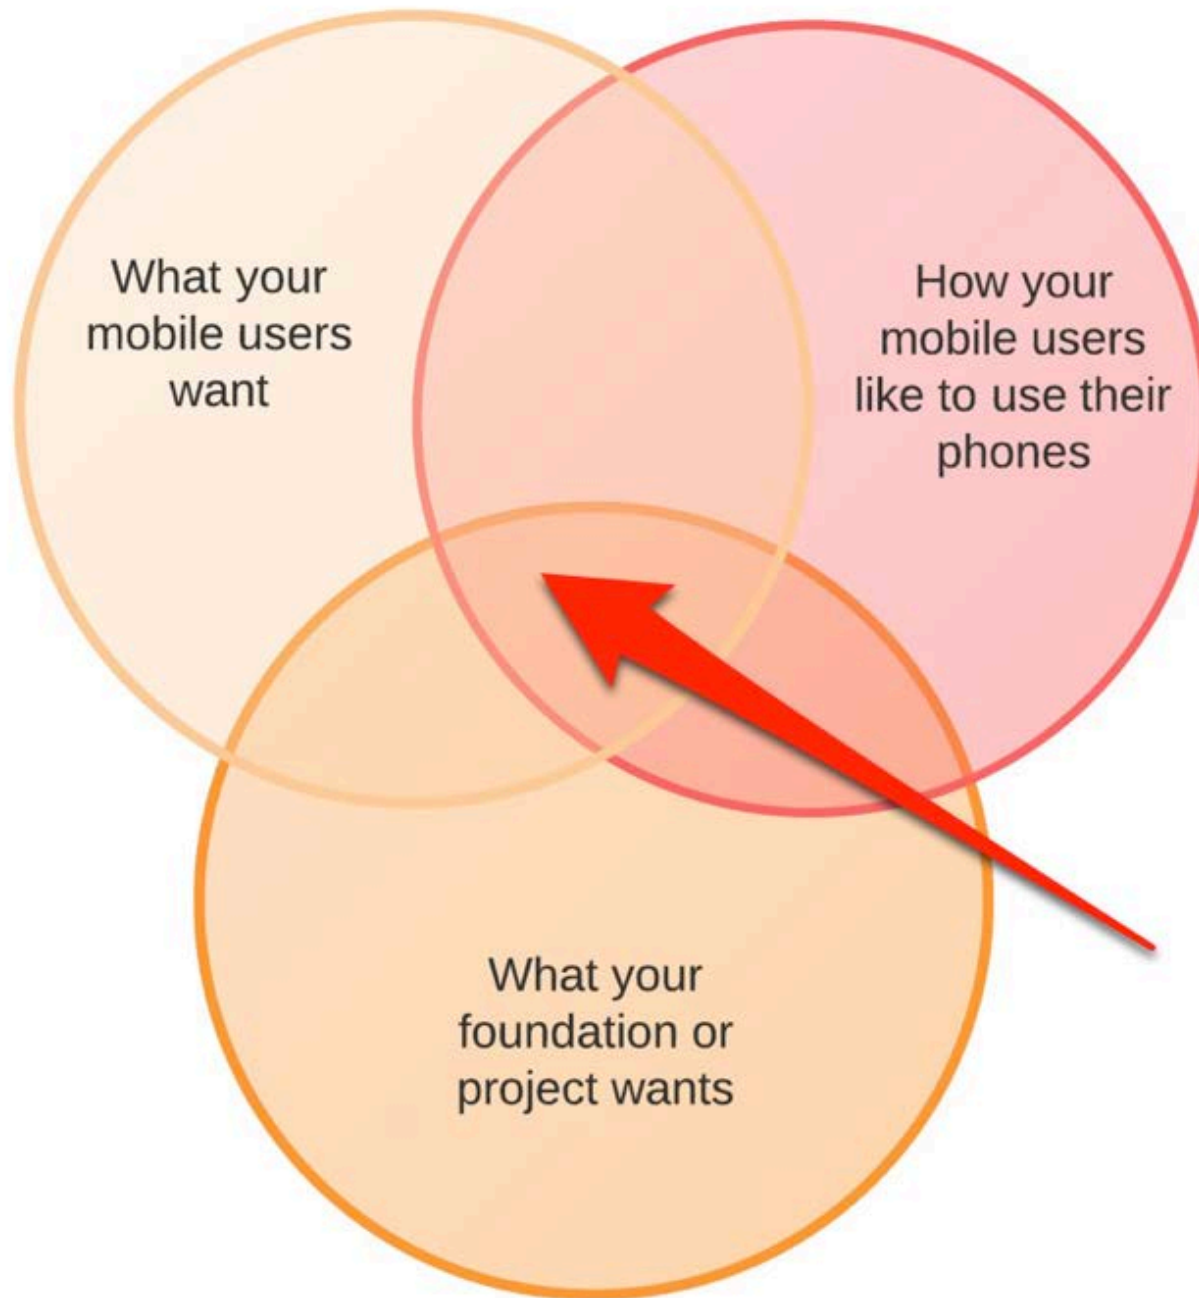 What your
mobile users
want
How your
mobile users
like to use their
phones
What your
foundation or
project wants